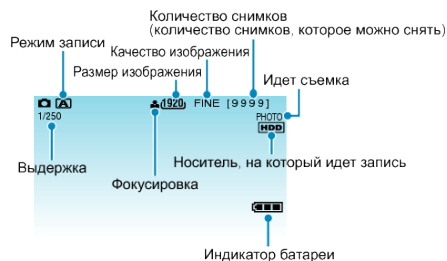 Количество снимков
(количество снимков, которое можно снять)
Режим записи
Качество изображения
Размер изображения
Идет съемка
A 1920 FINE [9999]
1/250
PHOTO
HDD
Выдержка
Носитель, на который идет запись
Фокусировка
Индикатор батареи